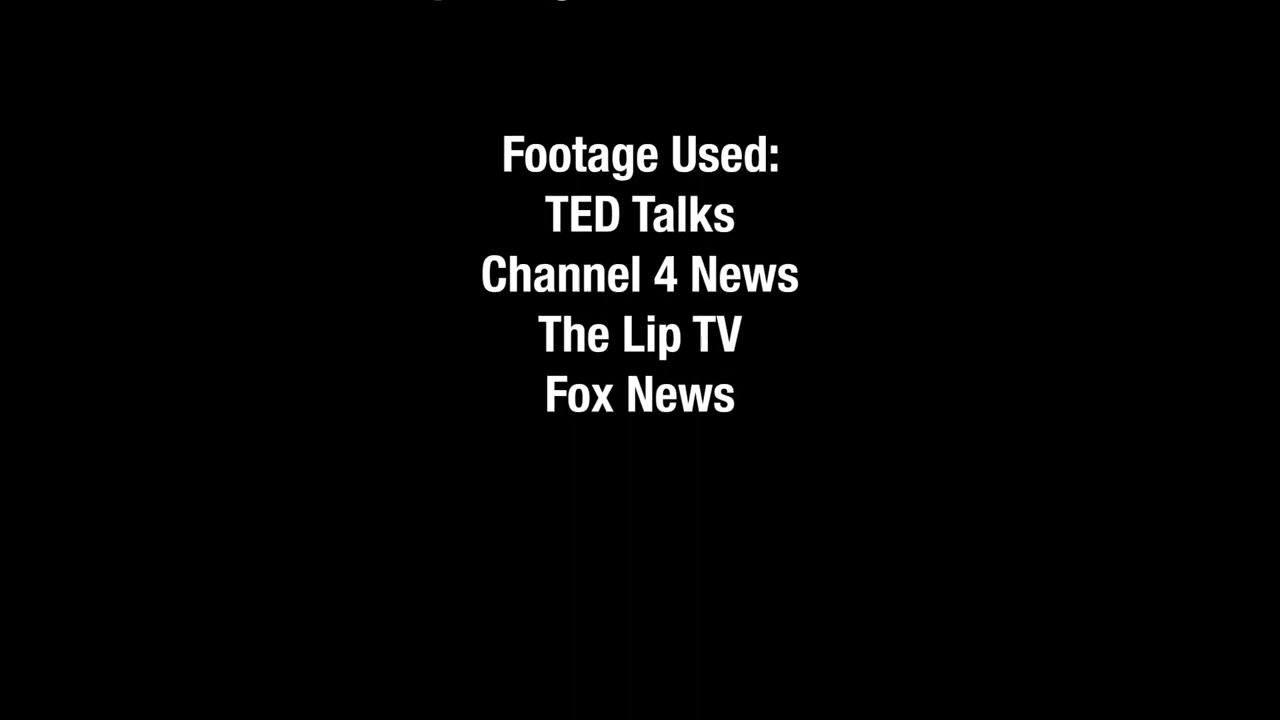 Footage Used:
TED Talks
Channel 4 News
The Lip TV
Fox News